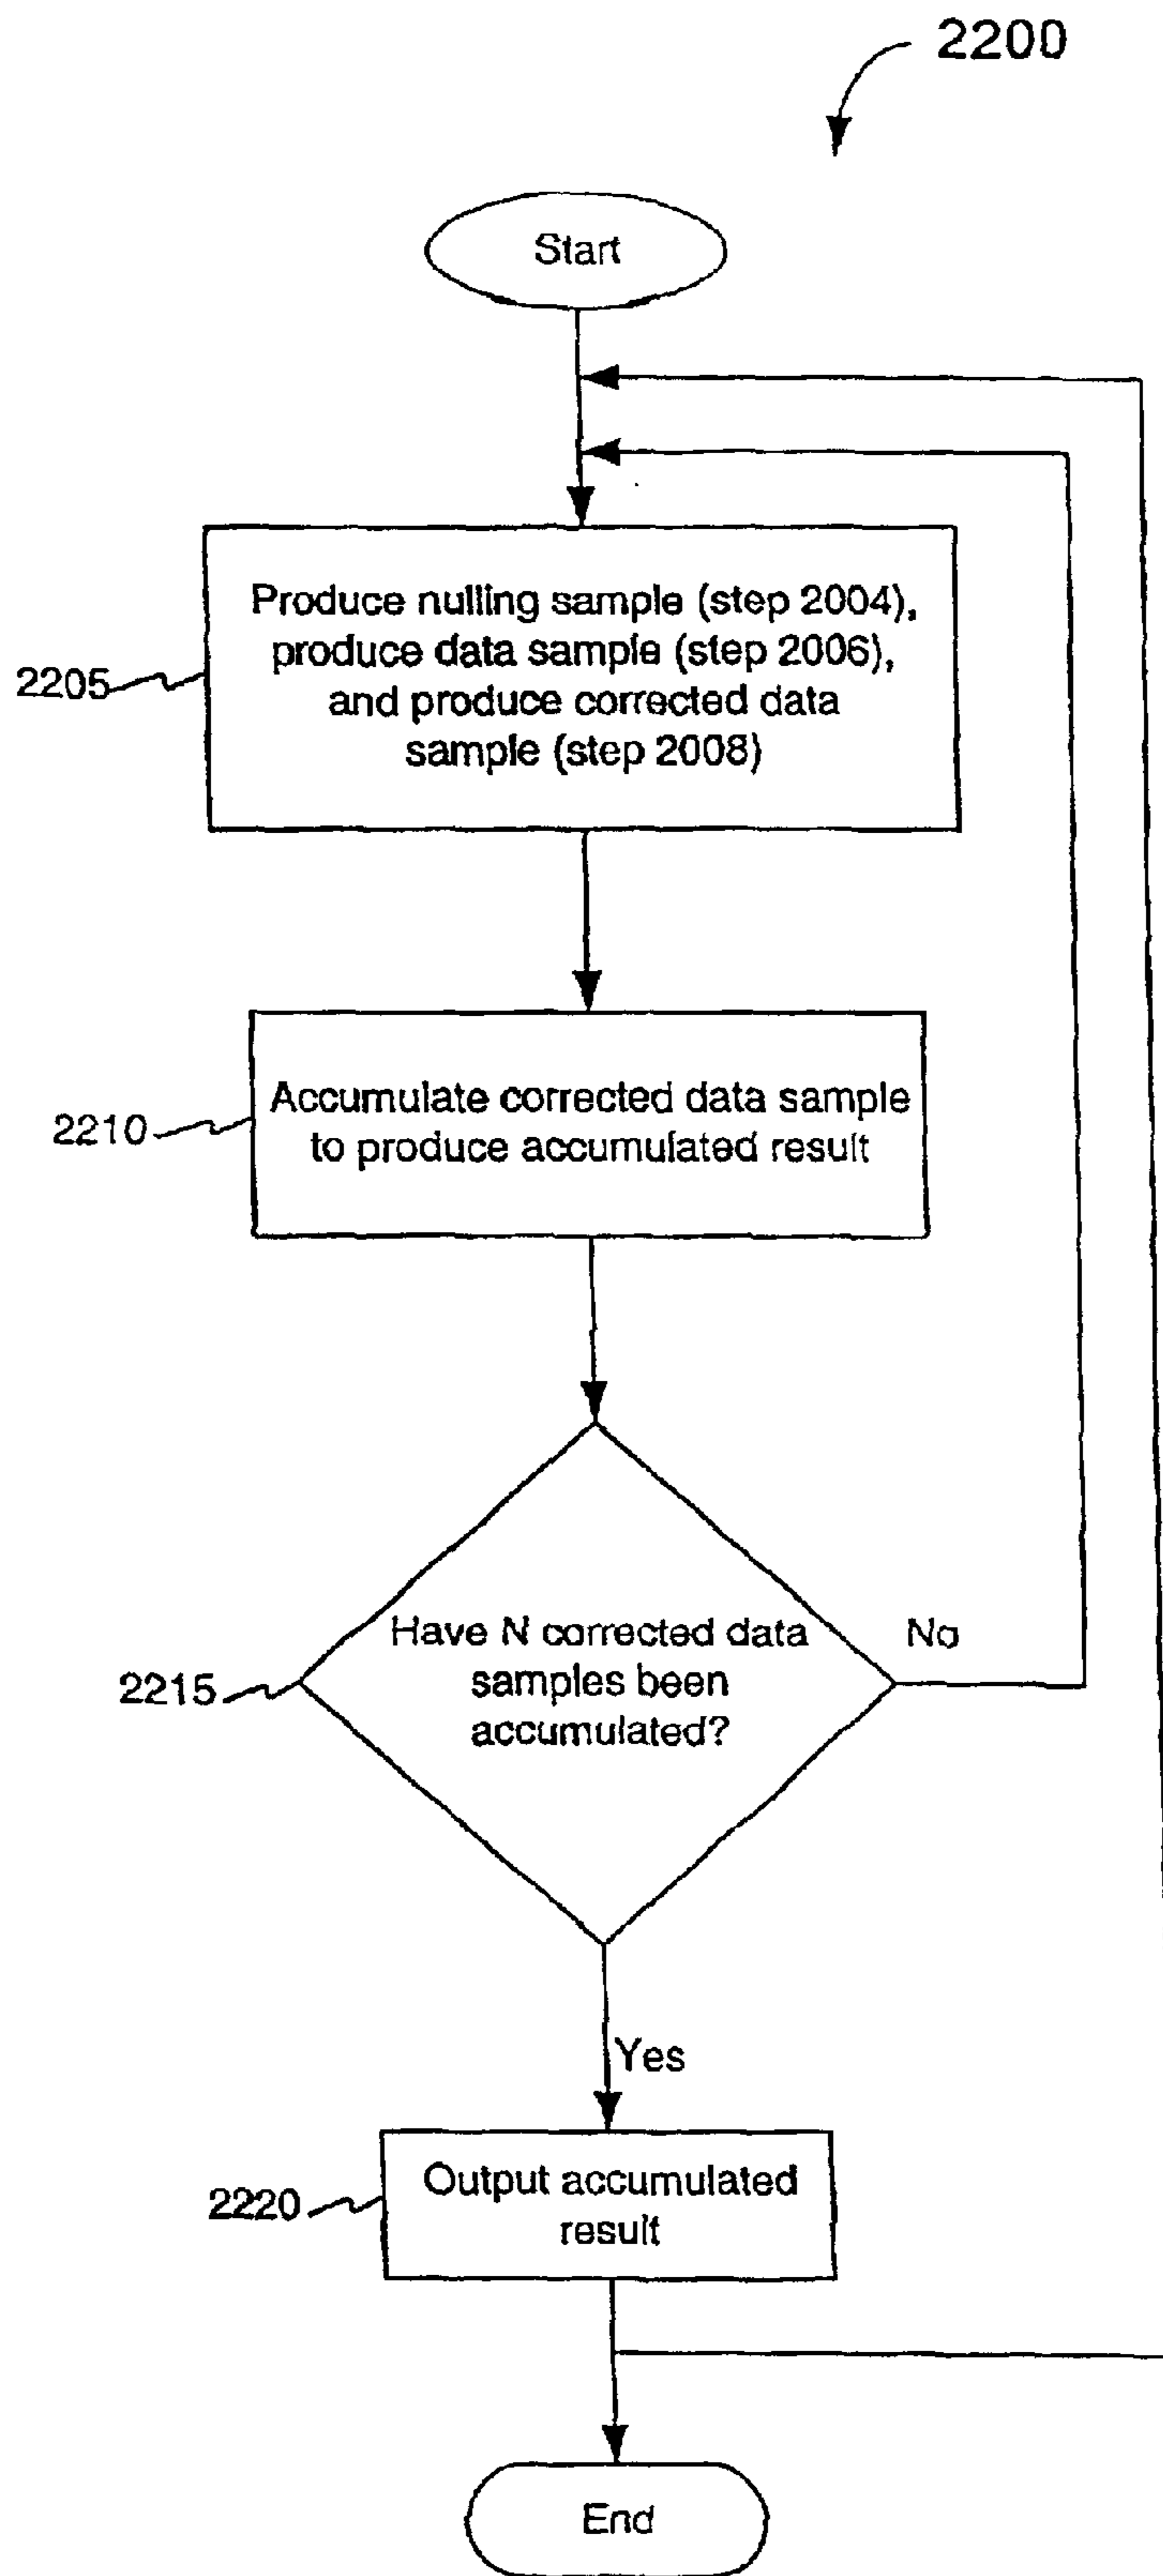 2200
Start
Produce nulling sample (step 2004),
produce data sample (step 2006),
and produce corrected data
sample (step 2008)
2205
Accumulate corrected data sample
to produce accumulated result
2210
Have N corrected data
samples been
accumulated?
No
2215
Yes
Output accumulated
result
2220
End